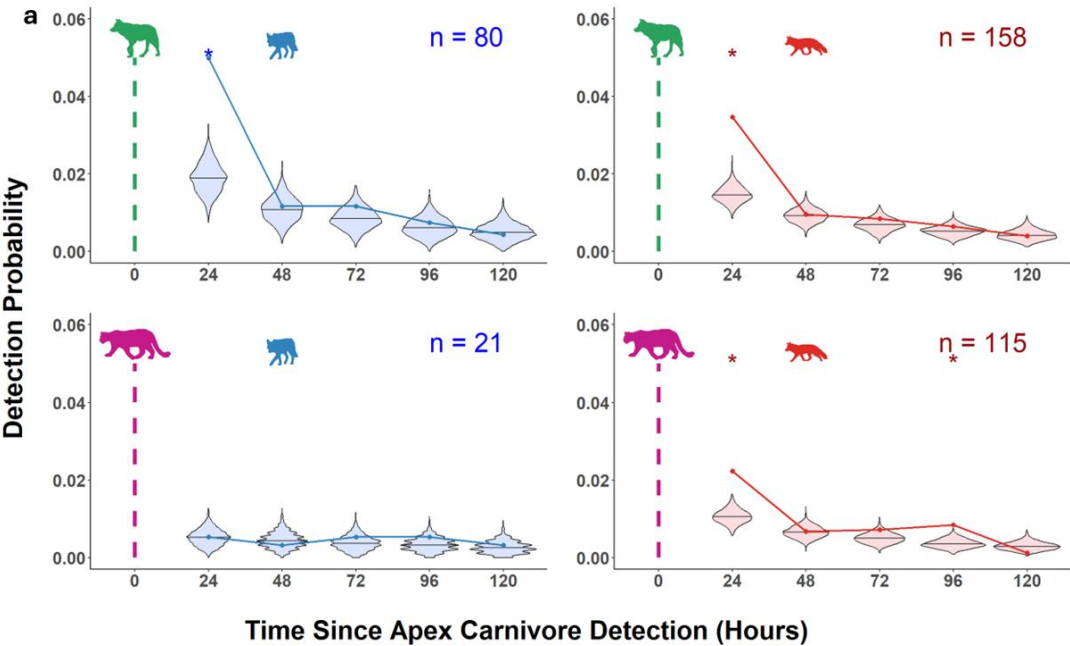 a
Detection Probability
0.06
0.04
0.02
0.00
* n = 80
0 24 48 72 96 120
0.06
0.04
0.02
0.00
* n = 158
0 24 48 72 96 120
0.06
0.04
0.02
0.00
n = 21
0 24 48 72 96 120
0.06
0.04
0.02
0.00
n = 115
* *
0 24 48 72 96 120
Time Since Apex Carnivore Detection (Hours)